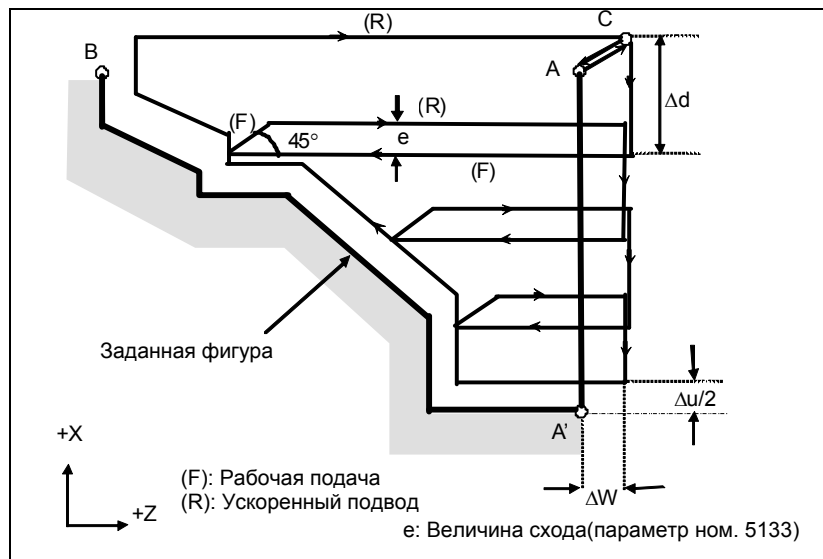 (R)
C
B
A
Δd
(R)
(F)
e
45°
(F)
Заданная фигура
Δu/2
A'
+X
(F): Рабочая подача
ΔW
(R): Ускоренный подвод
+Z
e: Величина схода(параметр ном. 5133)